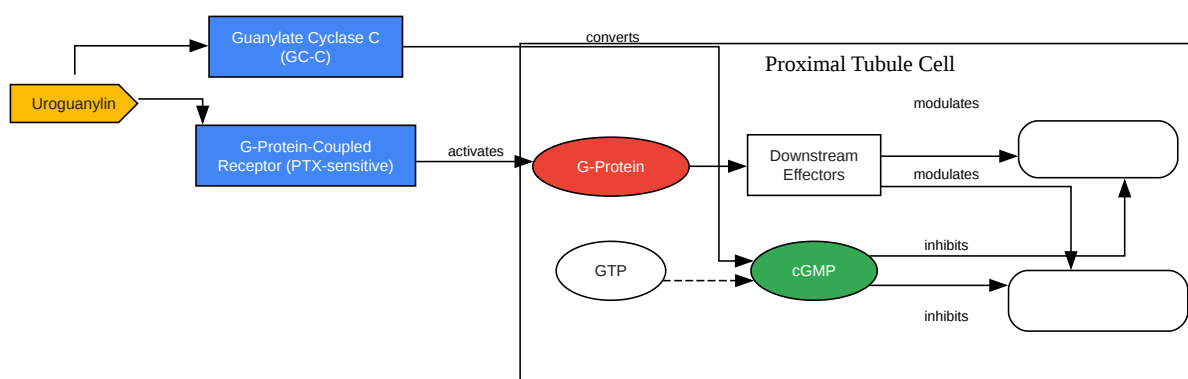 Guanylate Cyclase C
(GC-C)
converts
Proximal Tubule Cell
Uroguanylin
modulates
G-Protein-Coupled
Receptor (PTX-sensitive)
activates
G-Protein
Downstream
Effectors
modulates
inhibits
GTP
cGMP
inhibits